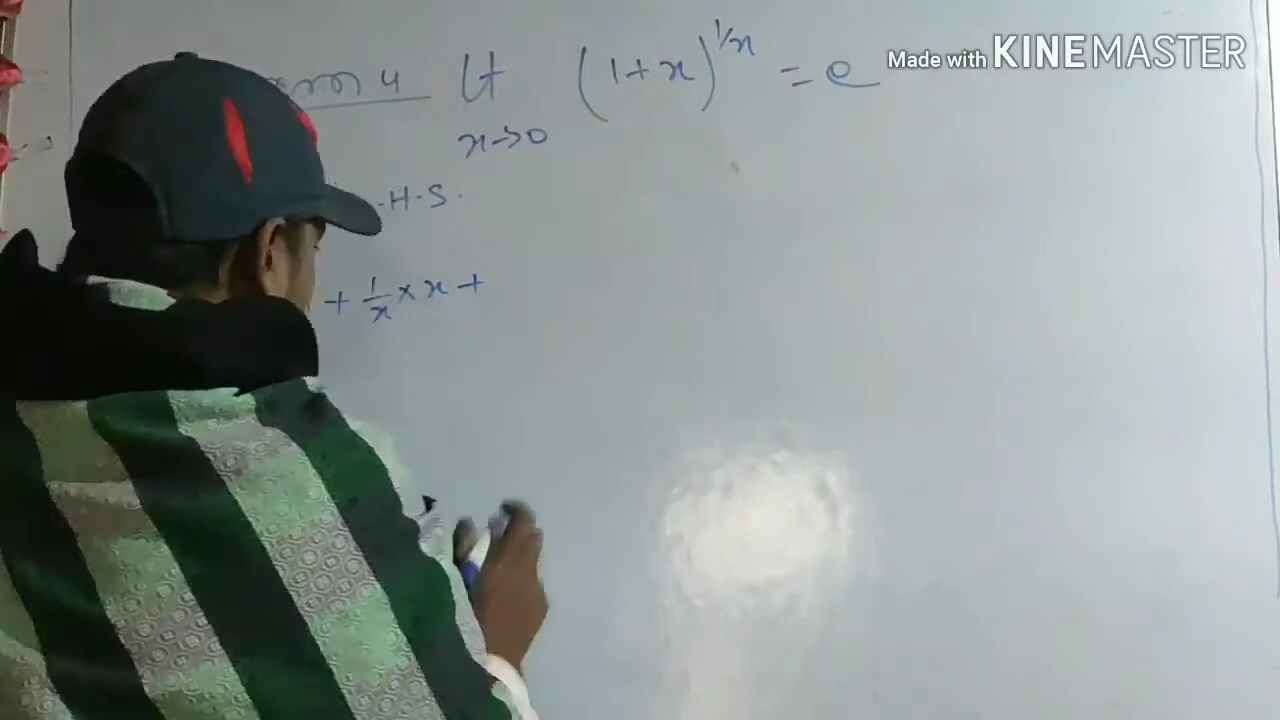 4 Lt (1+x)^{1/x} = e
x→0
-H.S.
+ 1/x × x +
Made with KINEMASTER